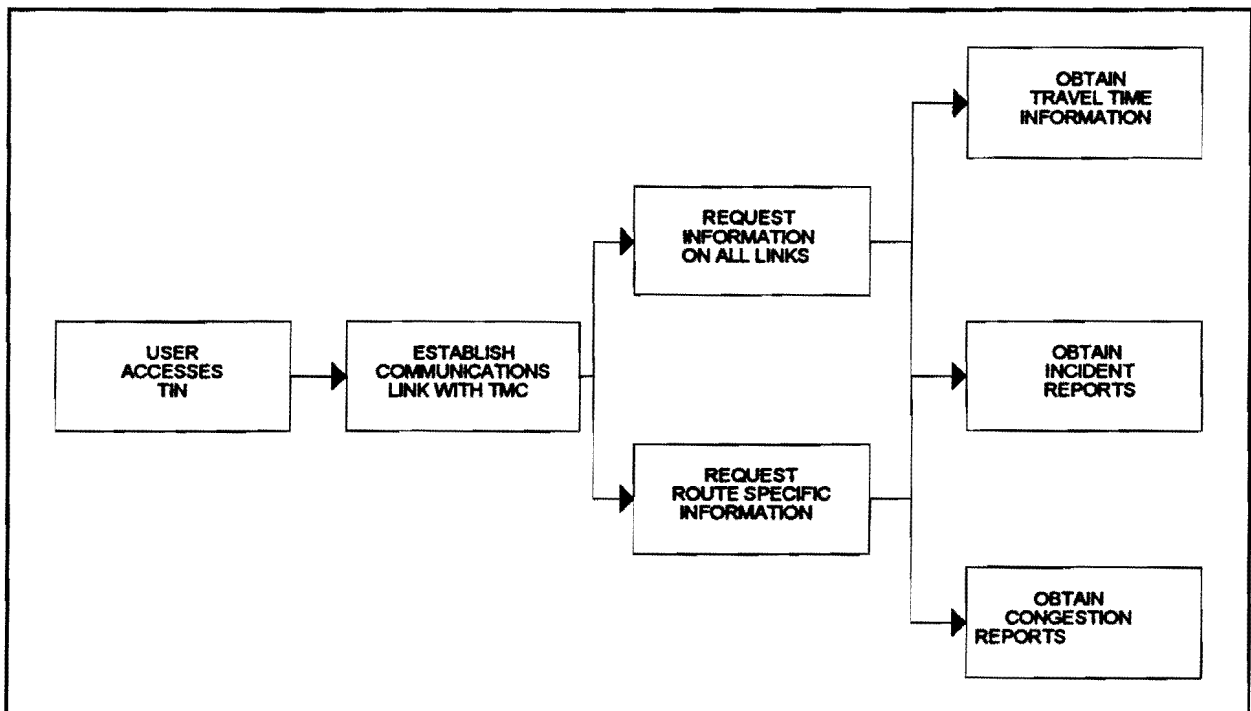 USER
ACCESSES
TIN
ESTABLISH
COMMUNICATIONS
LINK WITH TMC
REQUEST
INFORMATION
ON ALL LINKS
REQUEST
ROUTE SPECIFIC
INFORMATION
OBTAIN
TRAVEL TIME
INFORMATION
OBTAIN
INCIDENT
REPORTS
OBTAIN
CONGESTION
REPORTS